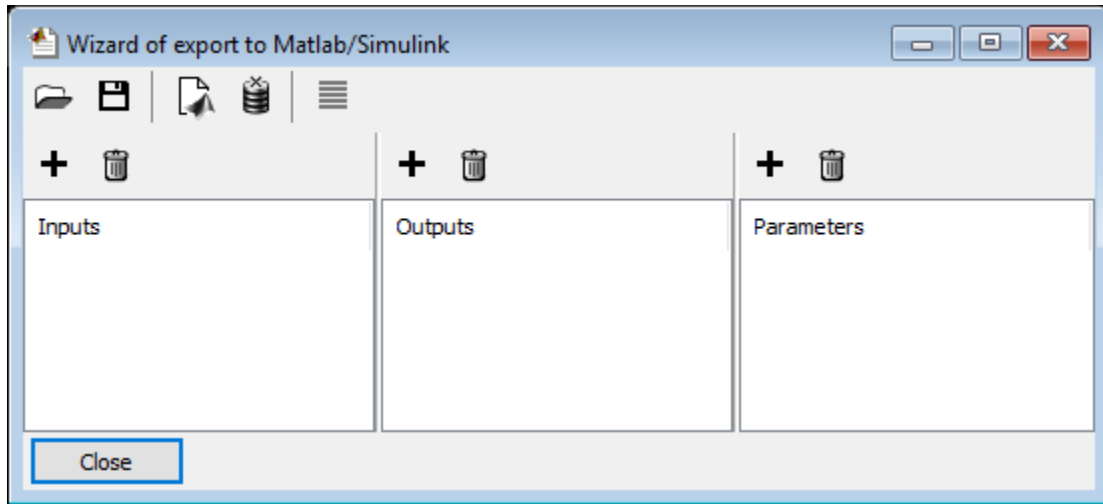 Wizard of export to Matlab/Simulink
Inputs
Outputs
Parameters
Close